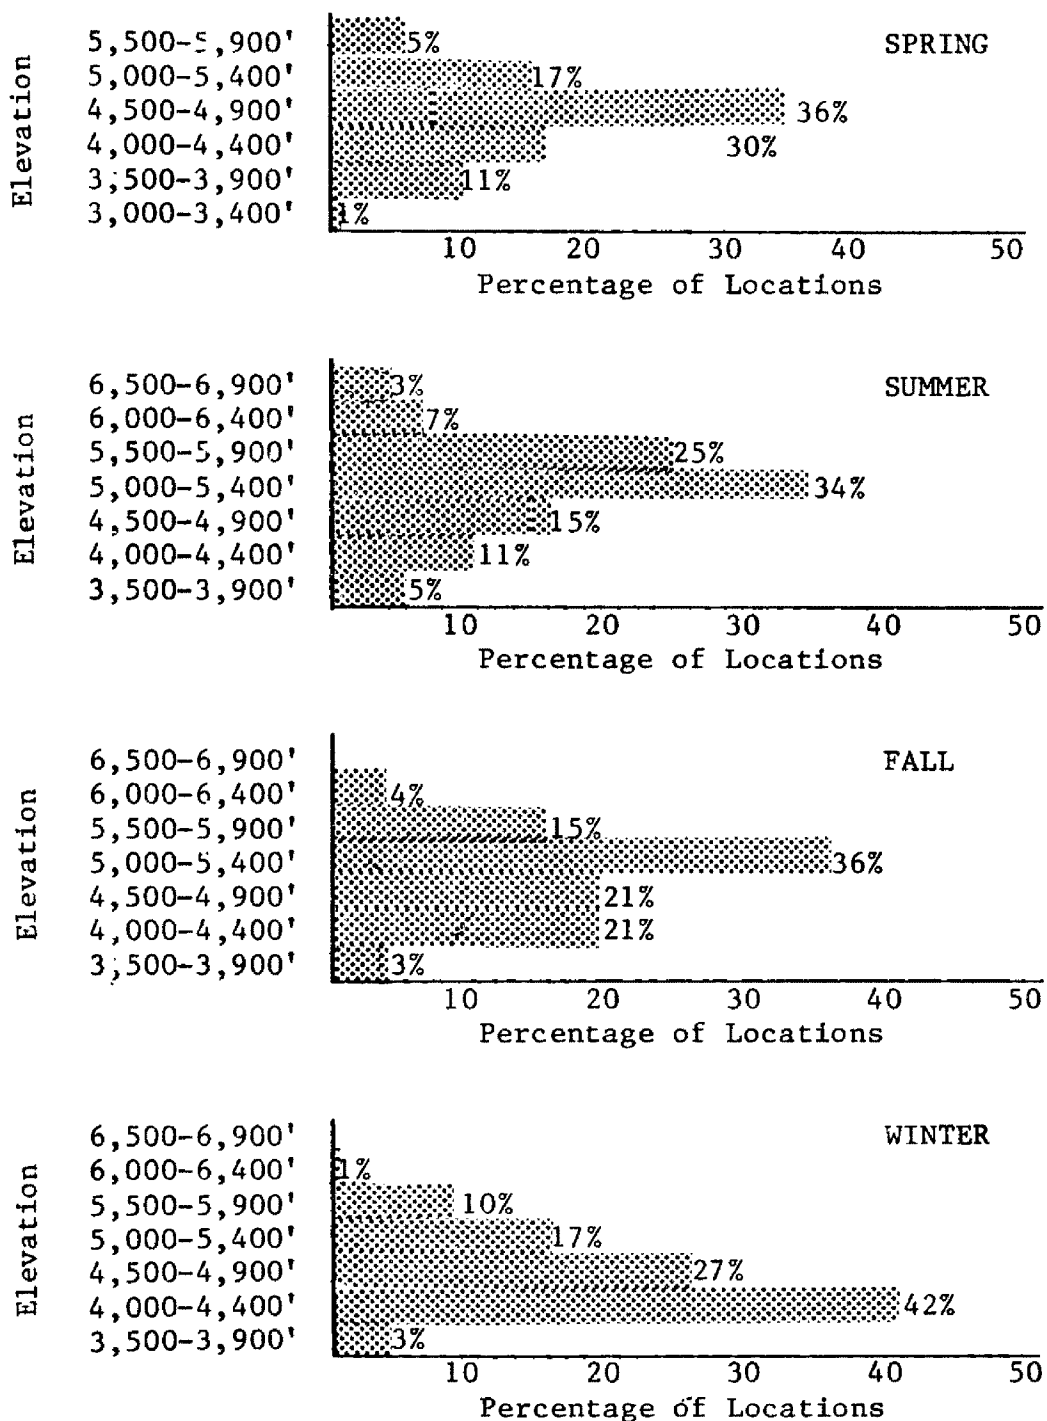 Elevation
5,500-5,900' 5% SPRING
5,000-5,400' 17%
4,500-4,900' 36%
4,000-4,400' 30%
3,500-3,900' 11%
3,000-3,400' 1%
10 20 30 40 50
Percentage of Locations
Elevation
6,500-6,900' 3% SUMMER
6,000-6,400' 7%
5,500-5,900' 25%
5,000-5,400' 34%
4,500-4,900' 15%
4,000-4,400' 11%
3,500-3,900' 5%
10 20 30 40 50
Percentage of Locations
Elevation
6,500-6,900' FALL
6,000-6,400' 4%
5,500-5,900' 15%
5,000-5,400' 36%
4,500-4,900' 21%
4,000-4,400' 21%
3,500-3,900' 3%
10 20 30 40 50
Percentage of Locations
Elevation
6,500-6,900' WINTER
6,000-6,400' 1%
5,500-5,900' 10%
5,000-5,400' 17%
4,500-4,900' 27%
4,000-4,400' 42%
3,500-3,900' 3%
10 20 30 40 50
Percentage of Locations